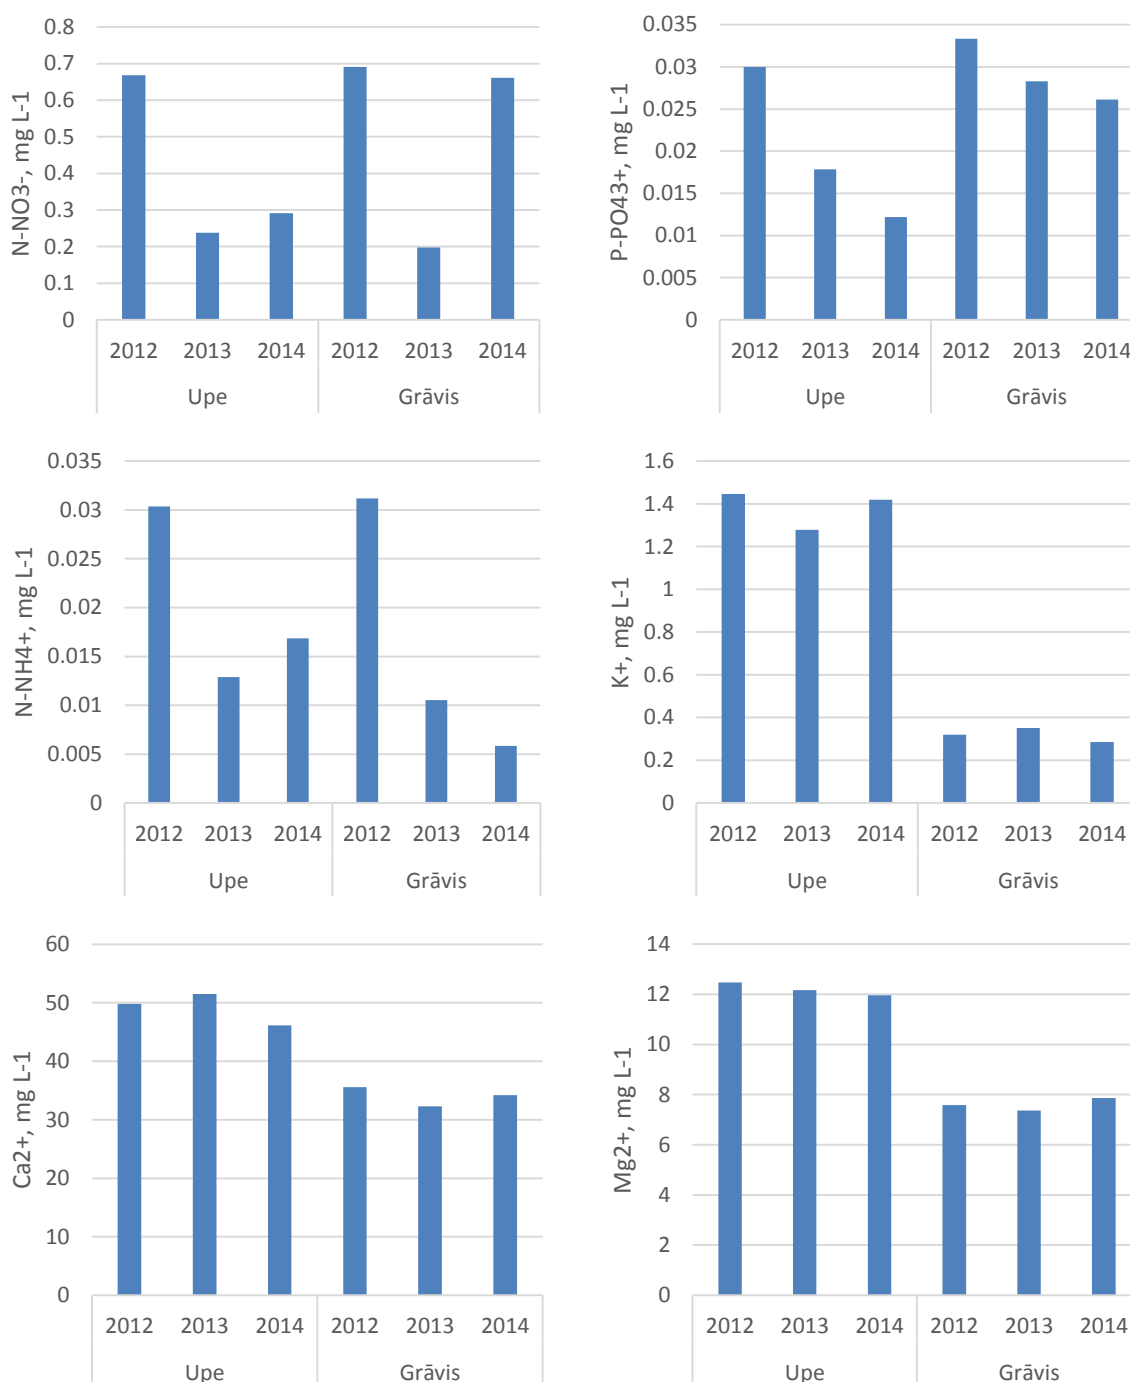 N-NO3-, mg L-1
0.8
0.7
0.6
0.5
0.4
0.3
0.2
0.1
0
2012 2013 2014 2012 2013 2014
Upe Grāvis
P-PO43+, mg L-1
0.035
0.03
0.025
0.02
0.015
0.01
0.005
0
2012 2013 2014 2012 2013 2014
Upe Grāvis
N-NH4+, mg L-1
0.035
0.03
0.025
0.02
0.015
0.01
0.005
0
2012 2013 2014 2012 2013 2014
Upe Grāvis
K+, mg L-1
1.6
1.4
1.2
1
0.8
0.6
0.4
0.2
0
2012 2013 2014 2012 2013 2014
Upe Grāvis
Ca2+, mg L-1
60
50
40
30
20
10
0
2012 2013 2014 2012 2013 2014
Upe Grāvis
Mg2+, mg L-1
14
12
10
8
6
4
2
0
2012 2013 2014 2012 2013 2014
Upe Grāvis